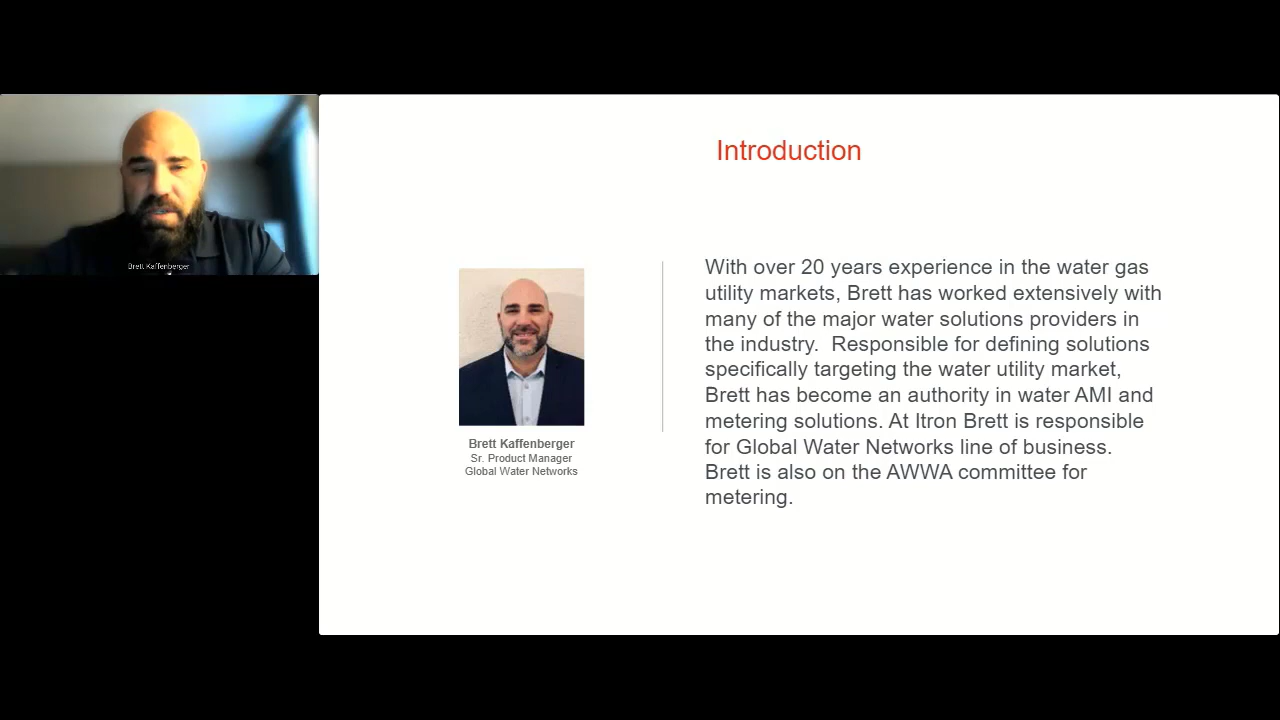 Brett Kaffenberger
Introduction
Brett Kaffenberger
Sr. Product Manager
Global Water Networks
With over 20 years experience in the water gas
utility markets, Brett has worked extensively with
many of the major water solutions providers in
the industry.  Responsible for defining solutions
specifically targeting the water utility market,
Brett has become an authority in water AMI and
metering solutions. At Itron Brett is responsible
for Global Water Networks line of business.
Brett is also on the AWWA committee for
metering.